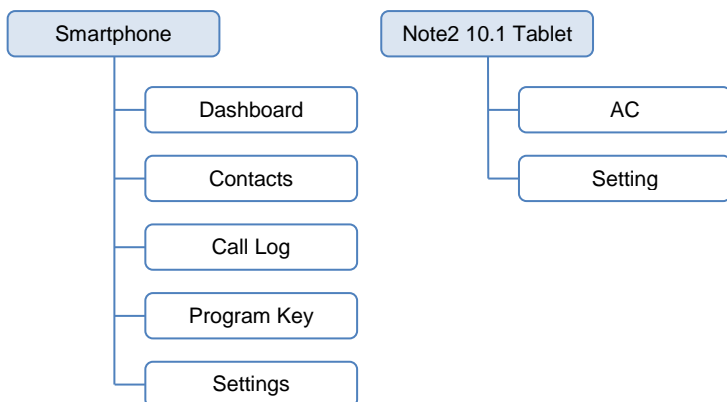 Smartphone
Dashboard
Contacts
Call Log
Program Key
Settings
Note2 10.1 Tablet
AC
Setting